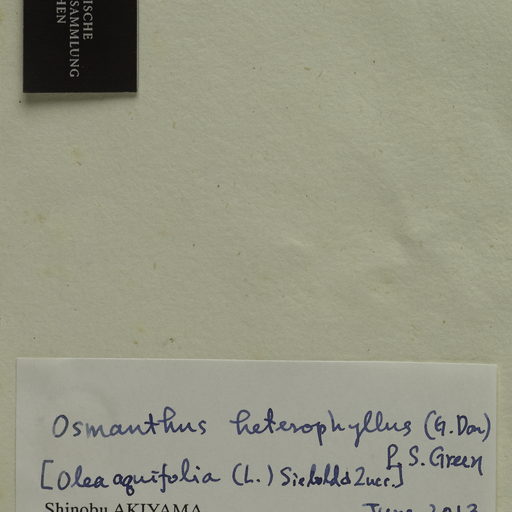 ISCHE
SAMMLUNG
HEN
Osmanthus heterophyllus (G. Don)
P. S. Green
[Olea aquifolia (L.) Siebold & Zucc.]
Shinobu AKIYAMA
June 2013